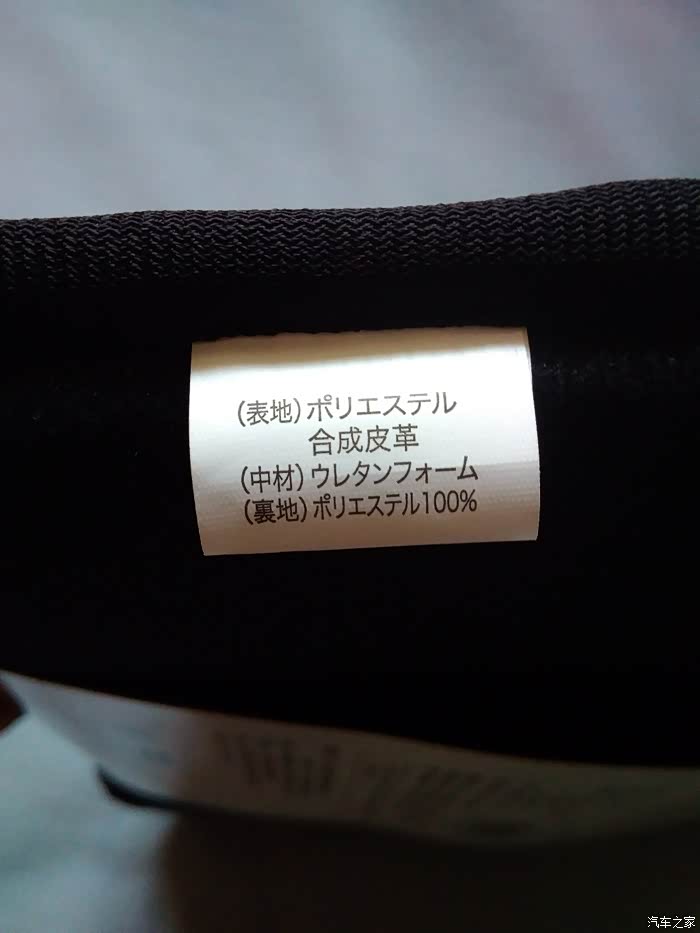 (表地)ポリエステル
合成皮革
(中材)ウレタンフォーム
(裏地)ポリエステル100%
汽车之家